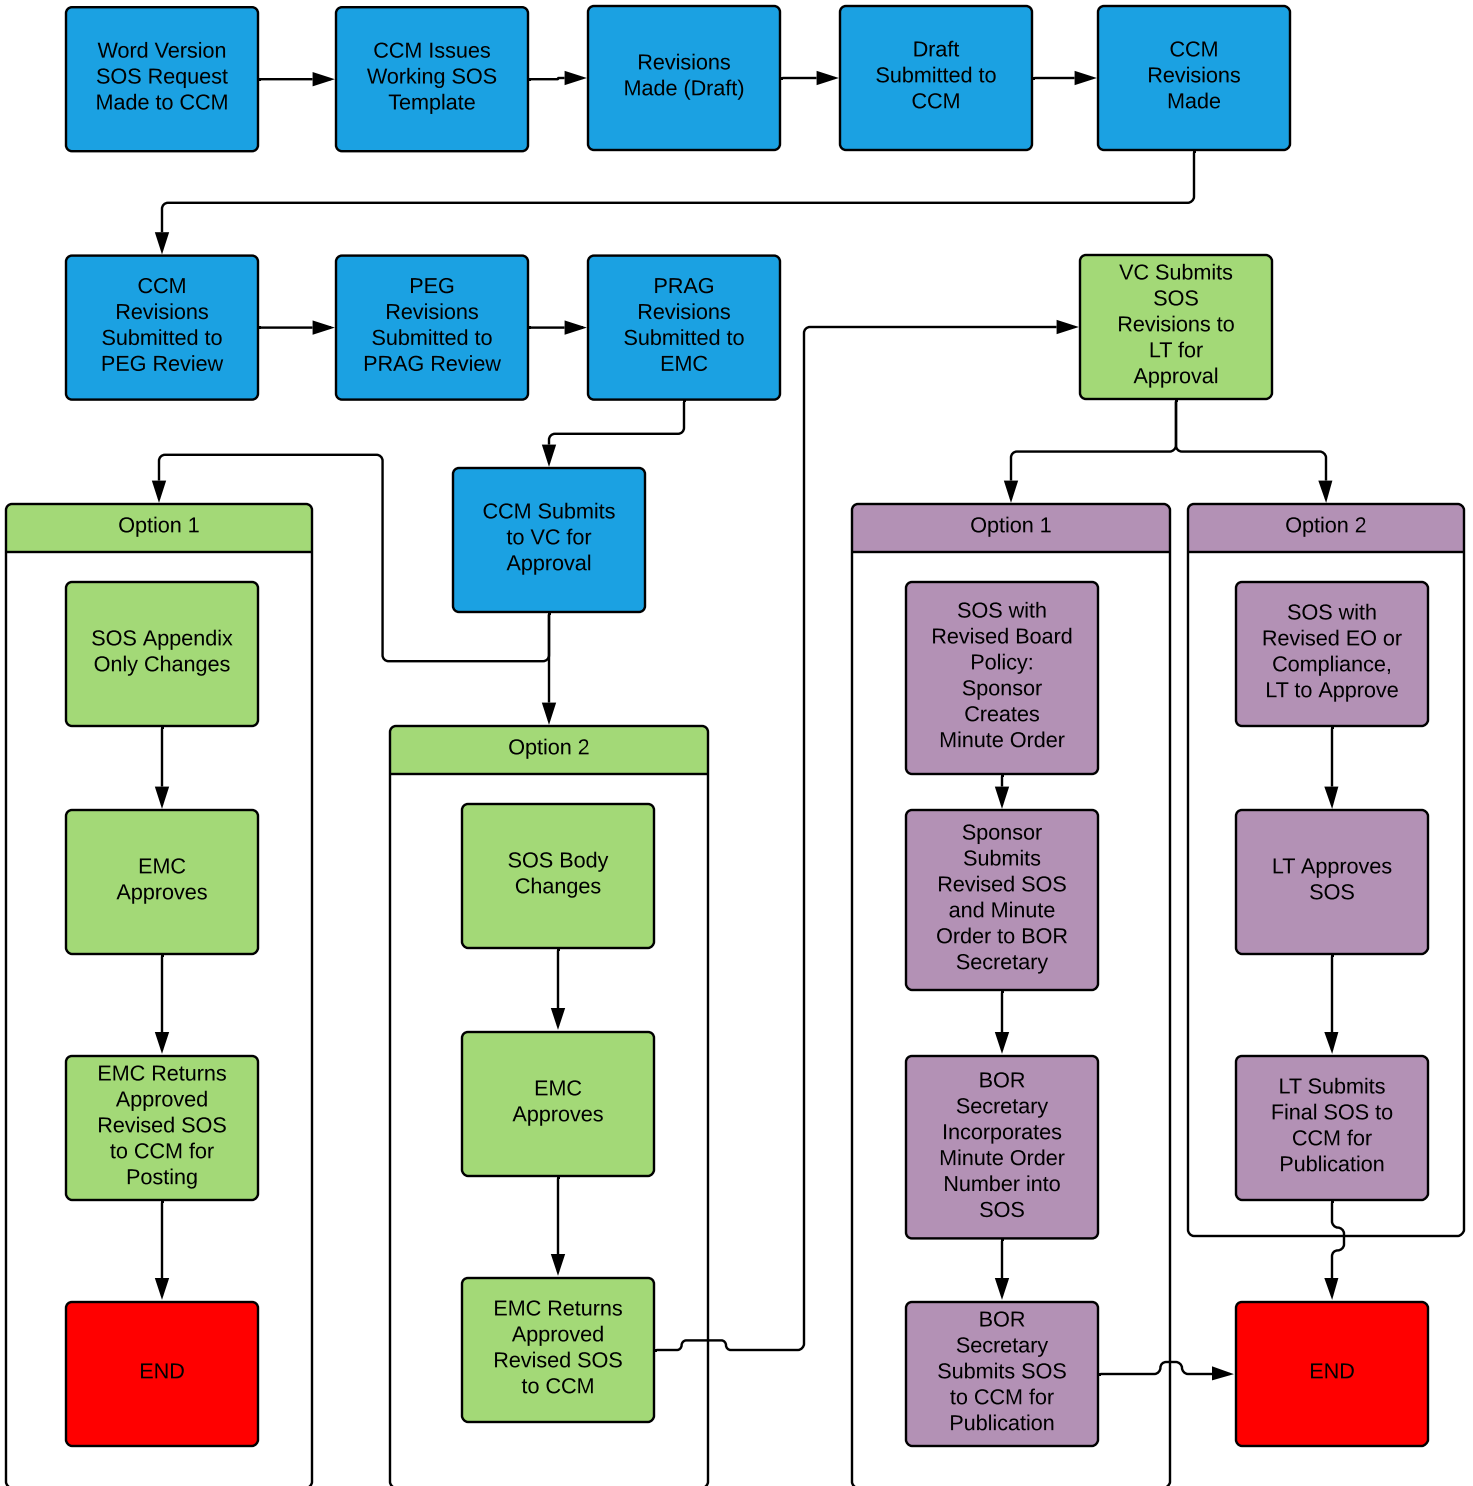 Word Version
SOS Request
Made to CCM
CCM Issues
Working SOS
Template
Revisions
Made (Draft)
Draft
Submitted to
CCM
CCM
Revisions
Made
CCM
Revisions
Submitted to
PEG Review
PEG
Revisions
Submitted to
PRAG Review
PRAG
Revisions
Submitted to
EMC
VC Submits
SOS
Revisions to
LT for
Approval
CCM Submits
to VC for
Approval
Option 1
SOS Appendix
Only Changes
EMC
Approves
EMC Returns
Approved
Revised SOS
to CCM for
Posting
END
Option 2
SOS Body
Changes
EMC
Approves
EMC Returns
Approved
Revised SOS
to CCM
Option 1
SOS with
Revised Board
Policy:
Sponsor
Creates
Minute Order
Sponsor
Submits
Revised SOS
and Minute
Order to BOR
Secretary
BOR
Secretary
Incorporates
Minute Order
Number into
SOS
BOR
Secretary
Submits SOS
to CCM for
Publication
Option 2
SOS with
Revised EO or
Compliance,
LT to Approve
LT Approves
SOS
LT Submits
Final SOS to
CCM for
Publication
END